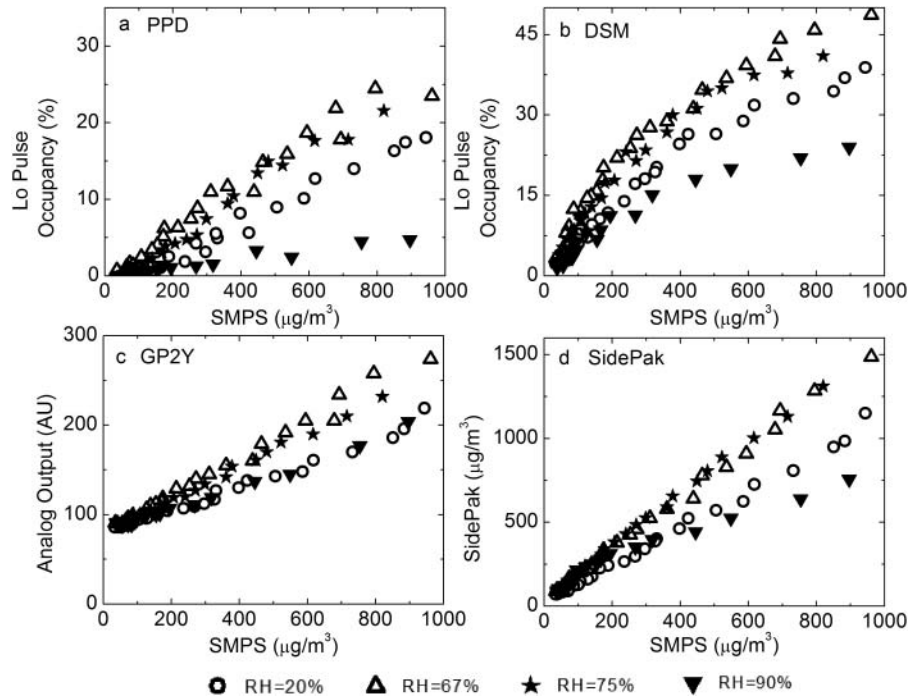 a PPD
30
20
10
0
Lo Pulse
Occupancy (%)
0 200 400 600 800 1000
SMPS (μg/m³)
b DSM
45
30
15
0
Lo Pulse
Occupancy (%)
0 200 400 600 800 1000
SMPS (μg/m³)
c GP2Y
300
200
100
0
Analog Output (AU)
0 200 400 600 800 1000
SMPS (μg/m³)
d SidePak
1500
1000
500
0
SidePak (μg/m³)
0 200 400 600 800 1000
SMPS (μg/m³)
RH=20% RH=67% RH=75% RH=90%